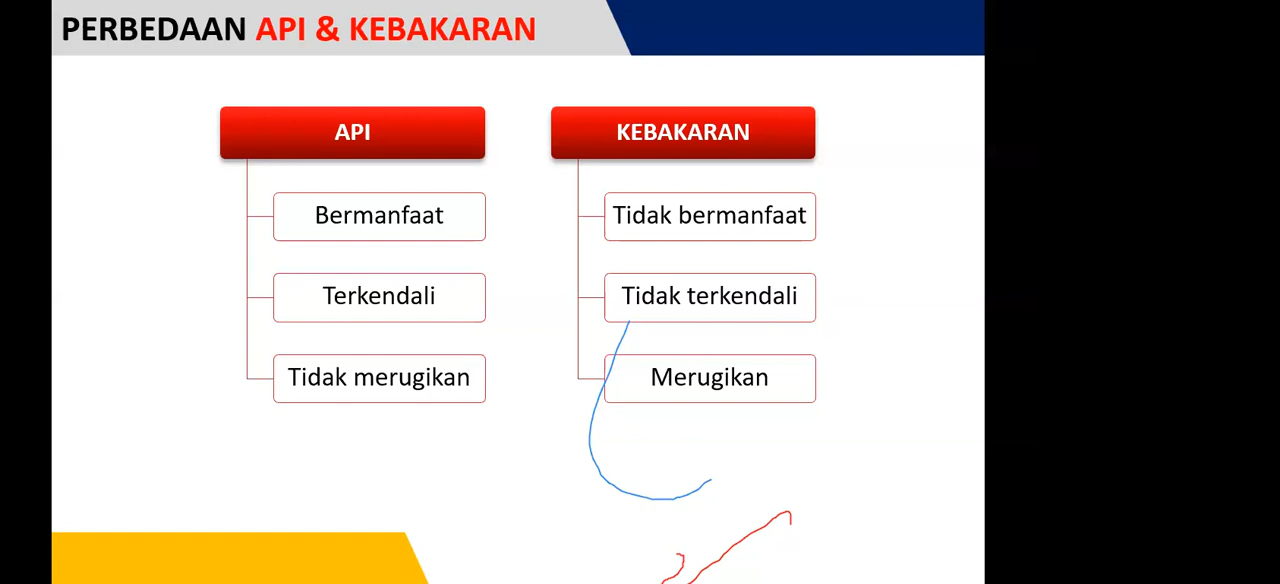 PERBEDAAN API & KEBAKARAN
API
Bermanfaat
Terkendali
Tidak merugikan
KEBAKARAN
Tidak bermanfaat
Tidak terkendali
Merugikan